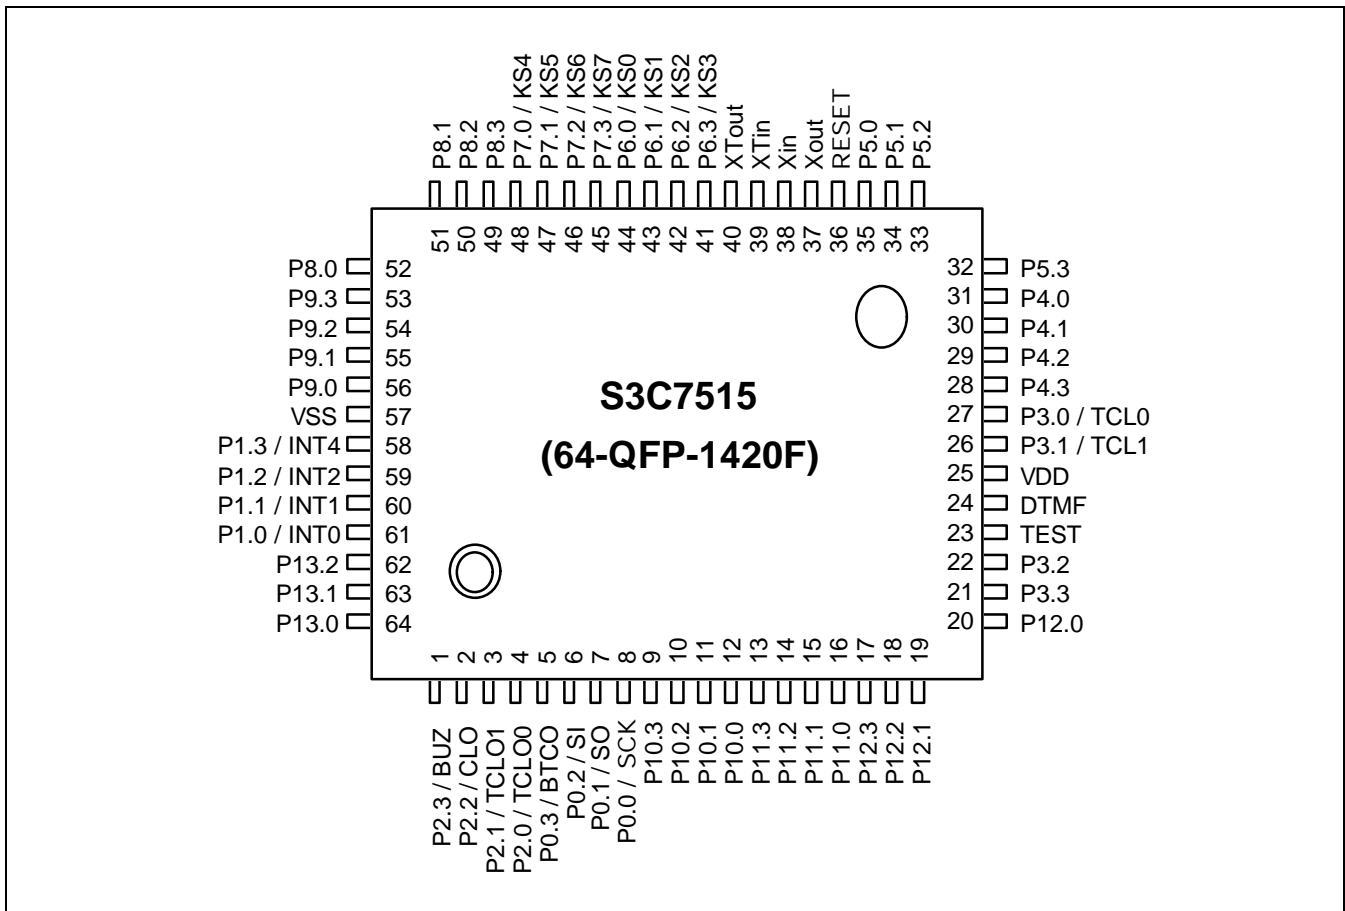 P8.1
P8.2
P8.3
P7.0 / KS4
P7.1 / KS5
P7.2 / KS6
P7.3 / KS7
P6.0 / KS0
P6.1 / KS1
P6.2 / KS2
P6.3 / KS3
XTout
XTin
Xin
Xout
RESET
P5.0
P5.1
P5.2
51
50
49
48
47
46
45
44
43
42
41
40
39
38
37
36
35
34
33
P8.0 52
P9.3 53
P9.2 54
P9.1 55
P9.0 56
VSS 57
P1.3 / INT4 58
P1.2 / INT2 59
P1.1 / INT1 60
P1.0 / INT0 61
P13.2 62
P13.1 63
P13.0 64
S3C7515
(64-QFP-1420F)
32 P5.3
31 P4.0
30 P4.1
29 P4.2
28 P4.3
27 P3.0 / TCL0
26 P3.1 / TCL1
25 VDD
24 DTMF
23 TEST
22 P3.2
21 P3.3
20 P12.0
1
2
3
4
5
6
7
8
9
10
11
12
13
14
15
16
17
18
19
P2.3 / BUZ
P2.2 / CLO
P2.1 / TCLO1
P2.0 / TCLO0
P0.3 / BTCO
P0.2 / SI
P0.1 / SO
P0.0 / SCK
P10.3
P10.2
P10.1
P10.0
P11.3
P11.2
P11.1
P11.0
P12.3
P12.2
P12.1